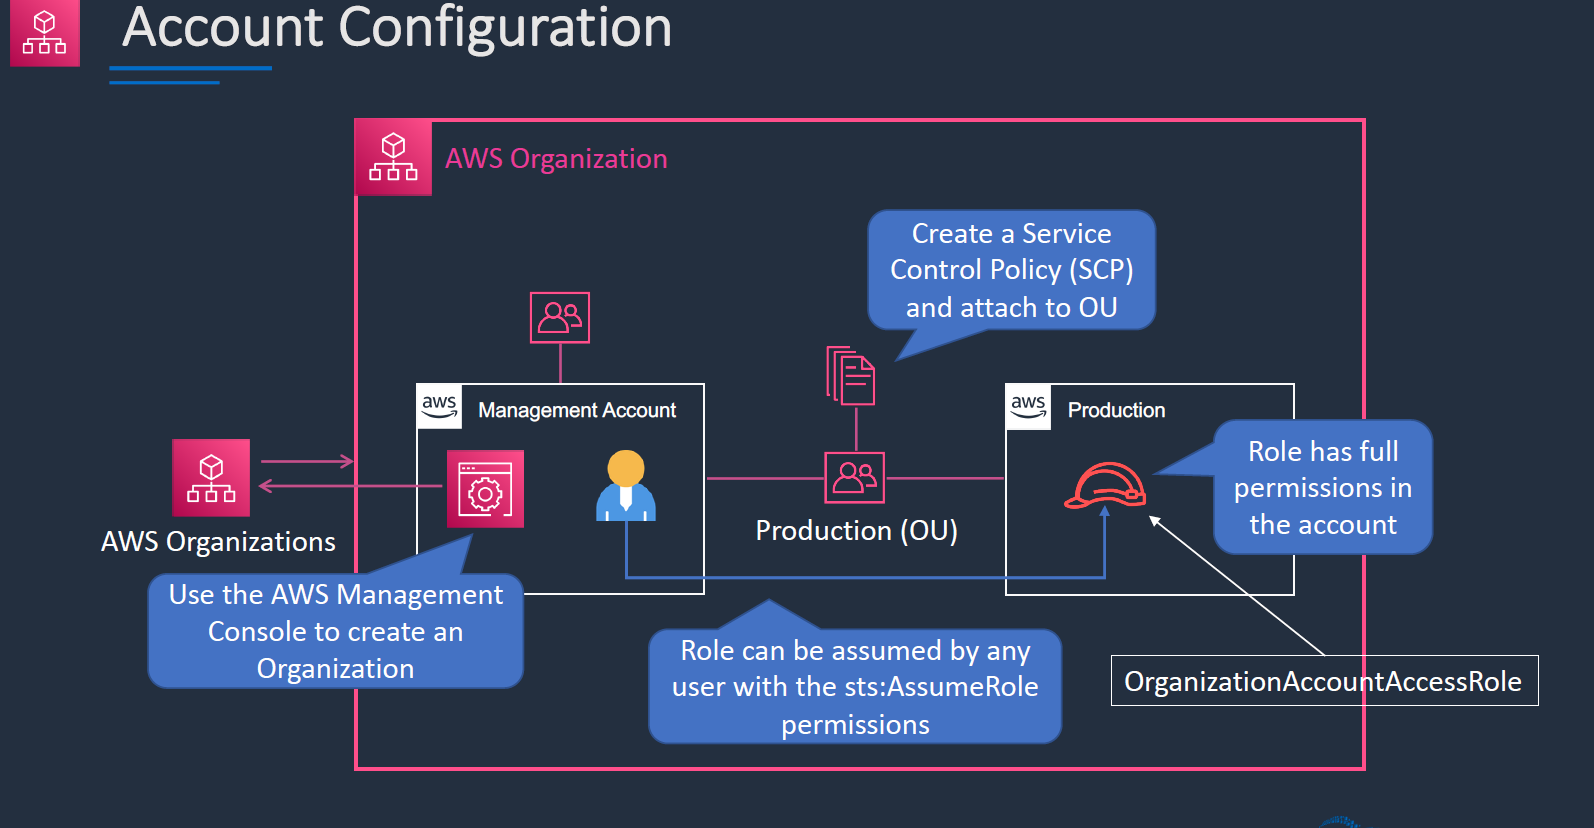 Account Configuration
AWS Organization
Create a Service
Control Policy (SCP)
and attach to OU
aws
Management Account
aws
Production
Role has full
permissions in
the account
AWS Organizations
Production (OU)
Use the AWS Management
Console to create an
Organization
Role can be assumed by any
user with the sts:AssumeRole
permissions
OrganizationAccountAccessRole